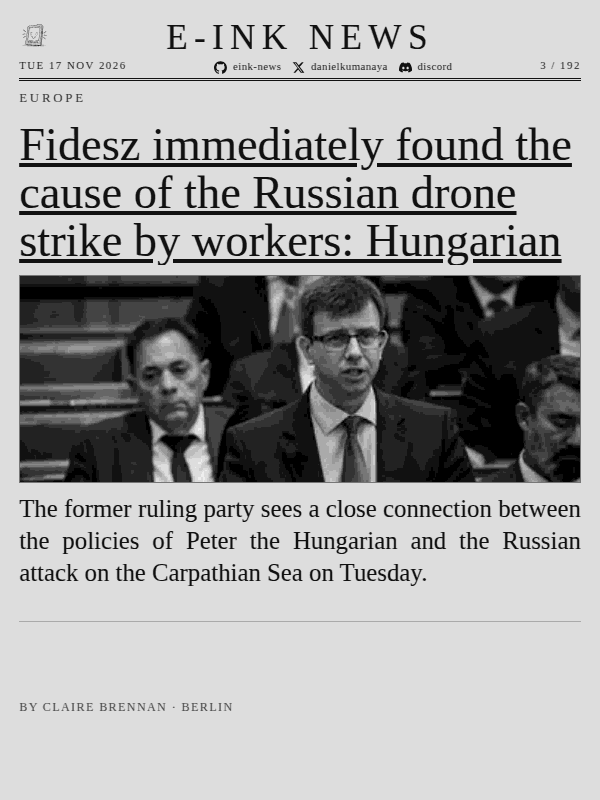 E-INK NEWS
TUE 17 NOV 2026
eink-news
danielkumanaya
discord
3 / 192
EUROPE
Fidesz immediately found the
cause of the Russian drone
strike by workers: Hungarian
The former ruling party sees a close connection between
the policies of Peter the Hungarian and the Russian
attack on the Carpathian Sea on Tuesday.
BY CLAIRE BRENNAN · BERLIN